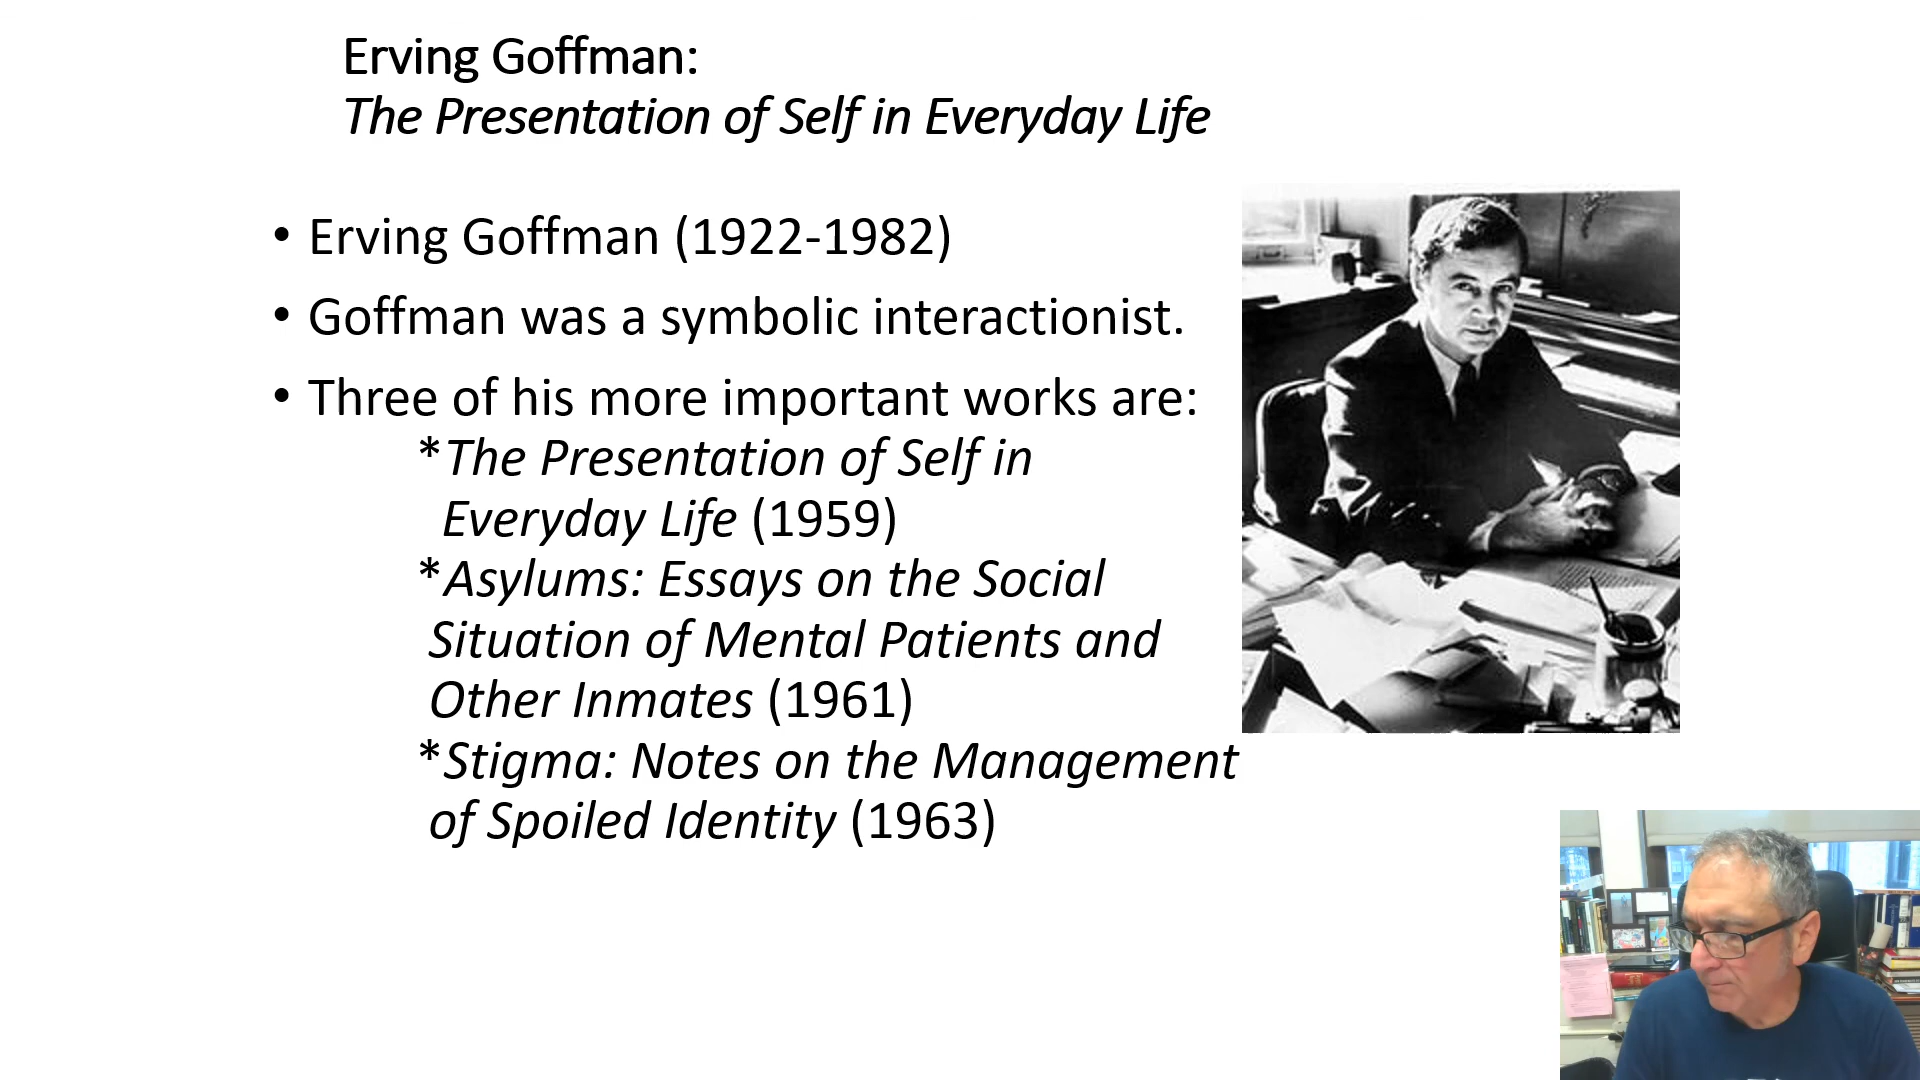 Erving Goffman:
The Presentation of Self in Everyday Life
• Erving Goffman (1922-1982)
• Goffman was a symbolic interactionist.
• Three of his more important works are:
*The Presentation of Self in
Everyday Life (1959)
*Asylums: Essays on the Social
Situation of Mental Patients and
Other Inmates (1961)
*Stigma: Notes on the Management
of Spoiled Identity (1963)